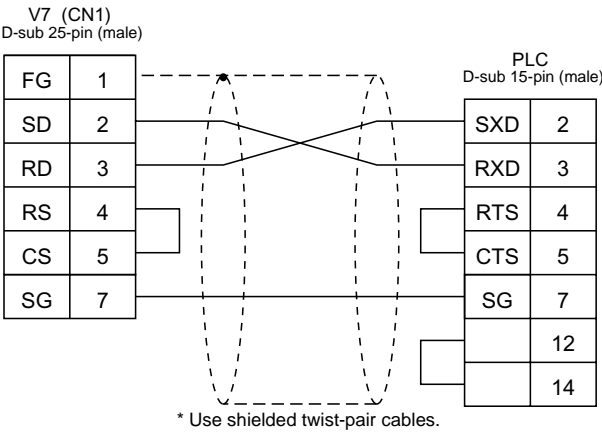 V7 (CN1)
D-sub 25-pin (male)
FG 1
SD 2
RD 3
RS 4
CS 5
SG 7
PLC
D-sub 15-pin (male)
SXD 2
RXD 3
RTS 4
CTS 5
SG 7
12
14
* Use shielded twist-pair cables.